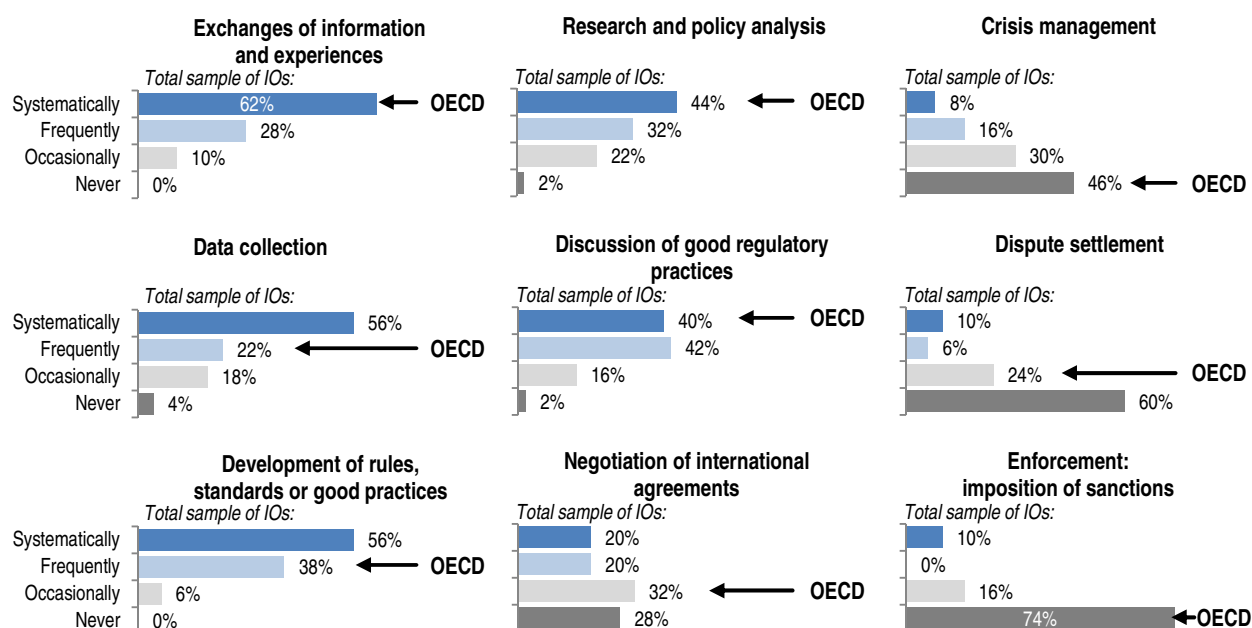 Exchanges of information
and experiences
Total sample of IOs:
Systematically 62% OECD
Frequently 28%
Occasionally 10%
Never 0%
Research and policy analysis
Total sample of IOs:
44% OECD
32%
22%
2%
Crisis management
Total sample of IOs:
8%
16%
30%
46% OECD
Data collection
Total sample of IOs:
Systematically 56%
Frequently 22% OECD
Occasionally 18%
Never 4%
Discussion of good regulatory
practices
Total sample of IOs:
40% OECD
42%
16%
2%
Dispute settlement
Total sample of IOs:
10%
6%
24% OECD
60%
Development of rules,
standards or good practices
Total sample of IOs:
Systematically 56%
Frequently 38% OECD
Occasionally 6%
Never 0%
Negotiation of international
agreements
Total sample of IOs:
20%
20%
32% OECD
28%
Enforcement:
imposition of sanctions
Total sample of IOs:
10%
0%
16%
74% OECD